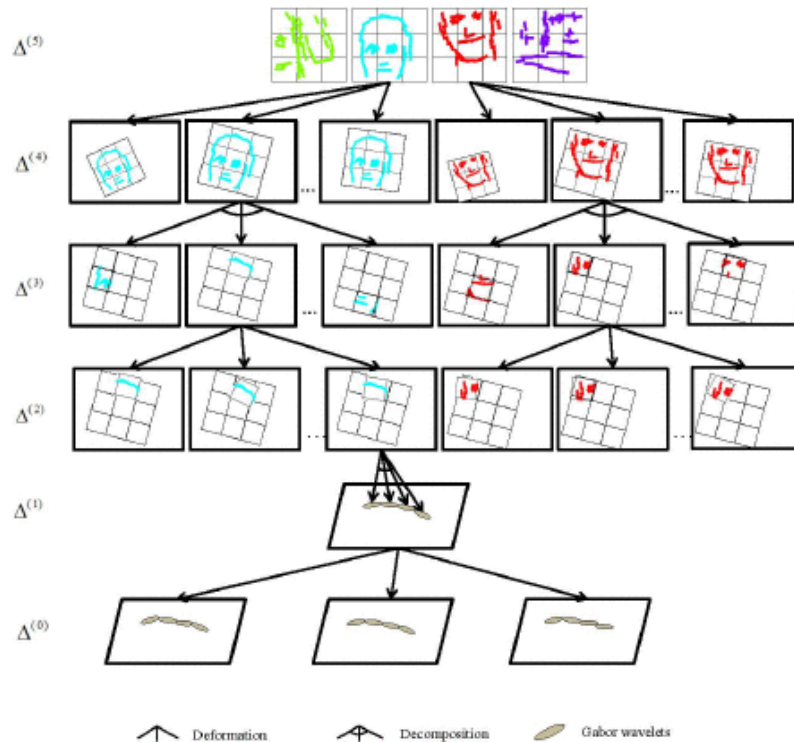 Δ(5)
Δ(4)
...
...
Δ(3)
...
...
Δ(2)
...
...
Δ(1)
Δ(0)
Deformation Decomposition Gabor wavelets